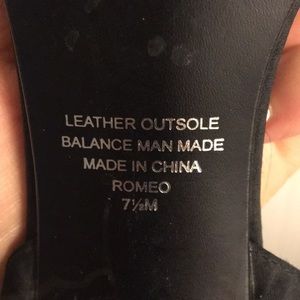 LEATHER OUTSOLE
BALANCE MAN MADE
MADE IN CHINA
ROMEO
7½M